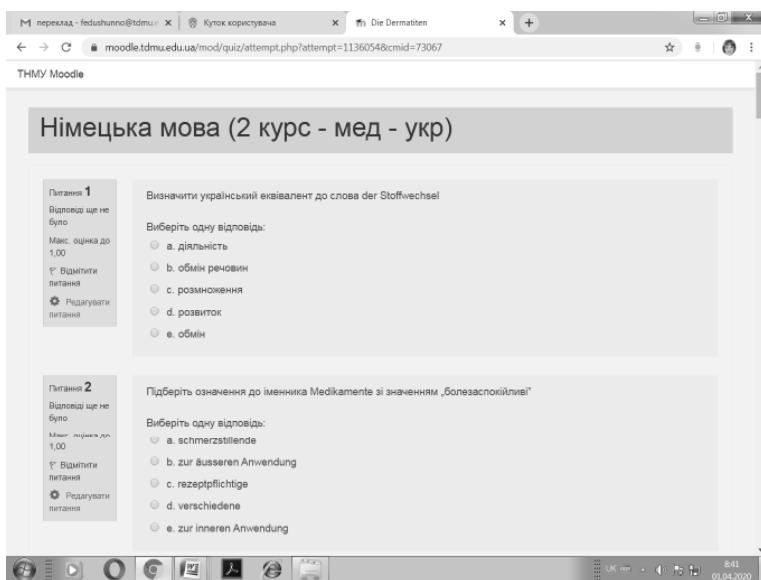 переклад - fedushunno@tdmu.e
Куток користувача
Die Dermatiten
moodle.tdmu.edu.ua/mod/quiz/attempt.php?attempt=1136054&cmid=73067
ТНМУ Moodle
Німецька мова (2 курс - мед - укр)
Питання 1
Відповіді ще не
було
Макс. оцінка до
1,00
Відмітити
питання
Редагувати
питання
Визначити український еквівалент до слова der Stoffwechsel
Виберіть одну відповідь:
a. діяльність
b. обмін речовин
c. розмноження
d. розвиток
e. обмін
Питання 2
Відповіді ще не
було
Макс. оцінка до
1,00
Відмітити
питання
Редагувати
питання
Підберіть означення до іменника Medikamente зі значенням „болезаспокійливі"
Виберіть одну відповідь:
a. schmerzstillende
b. zur äusseren Anwendung
c. rezeptpflichtige
d. verschiedene
e. zur inneren Anwendung
UK
8:41
01.04.2020